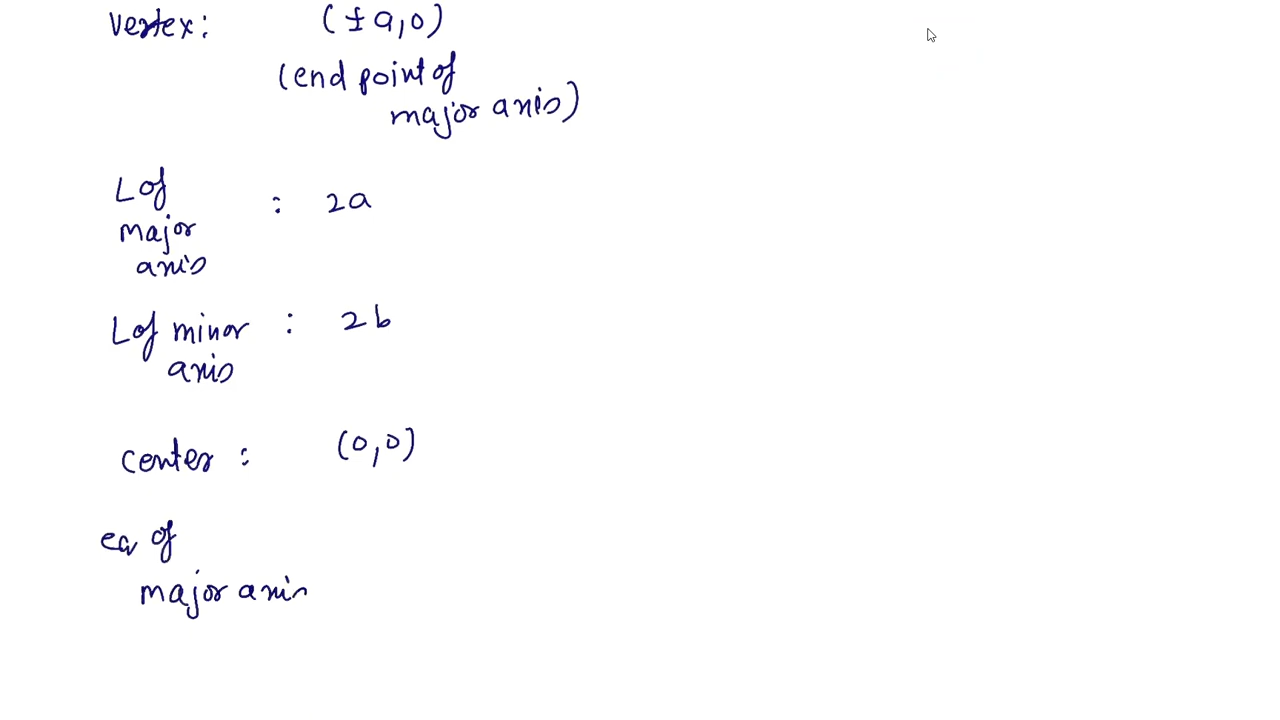 Vertex: (± a, 0)
(end point of
major axis)
L of : 2a
major
axis
L of minor : 2b
axis
center : (0,0)
eq of
major axis